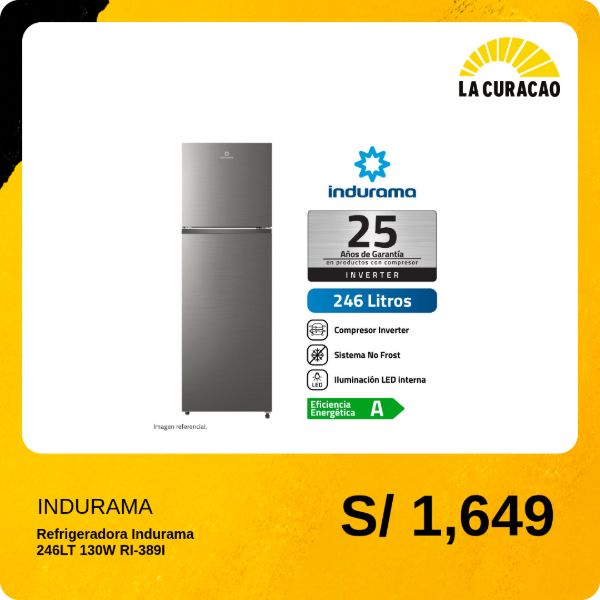 LA CURACAO
indurama
indurama
25
Años de Garantía
en productos con compresor
INVERTER
246 Litros
Compresor Inverter
Sistema No Frost
LED
Iluminación LED interna
Eficiencia
Energética
A
Imagen referencial.
INDURAMA
Refrigeradora Indurama
246LT 130W RI-389I
S/ 1,649